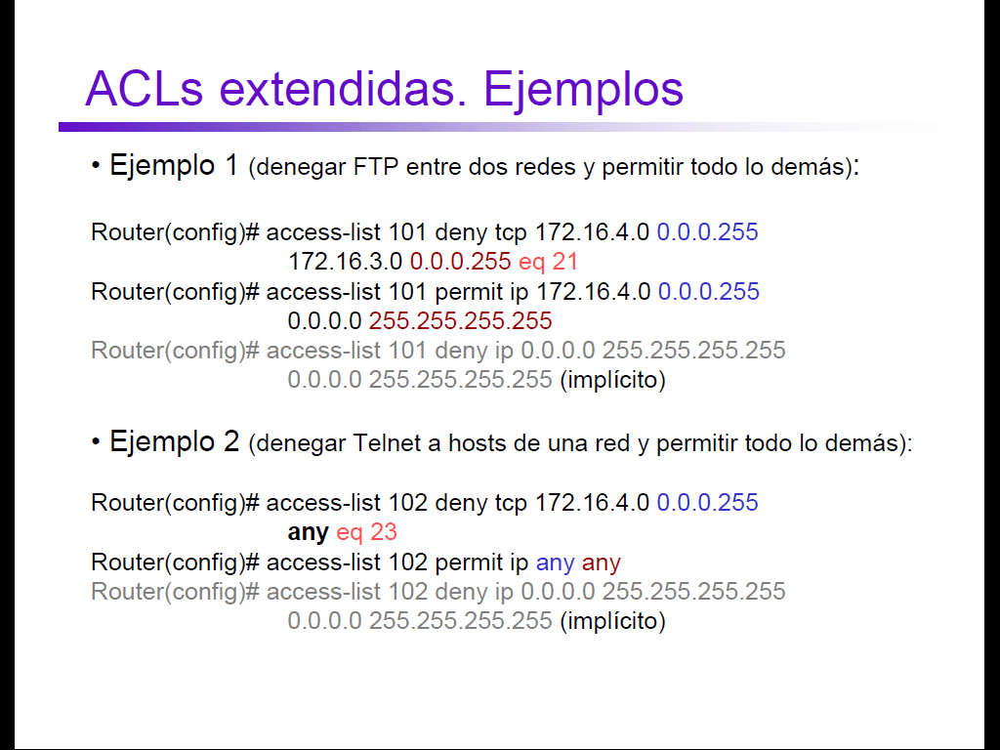 ACLs extendidas. Ejemplos
• Ejemplo 1 (denegar FTP entre dos redes y permitir todo lo demás):
Router(config)# access-list 101 deny tcp 172.16.4.0 0.0.0.255
172.16.3.0 0.0.0.255 eq 21
Router(config)# access-list 101 permit ip 172.16.4.0 0.0.0.255
0.0.0.0 255.255.255.255
Router(config)# access-list 101 deny ip 0.0.0.0 255.255.255.255
0.0.0.0 255.255.255.255 (implícito)
• Ejemplo 2 (denegar Telnet a hosts de una red y permitir todo lo demás):
Router(config)# access-list 102 deny tcp 172.16.4.0 0.0.0.255
any eq 23
Router(config)# access-list 102 permit ip any any
Router(config)# access-list 102 deny ip 0.0.0.0 255.255.255.255
0.0.0.0 255.255.255.255 (implícito)